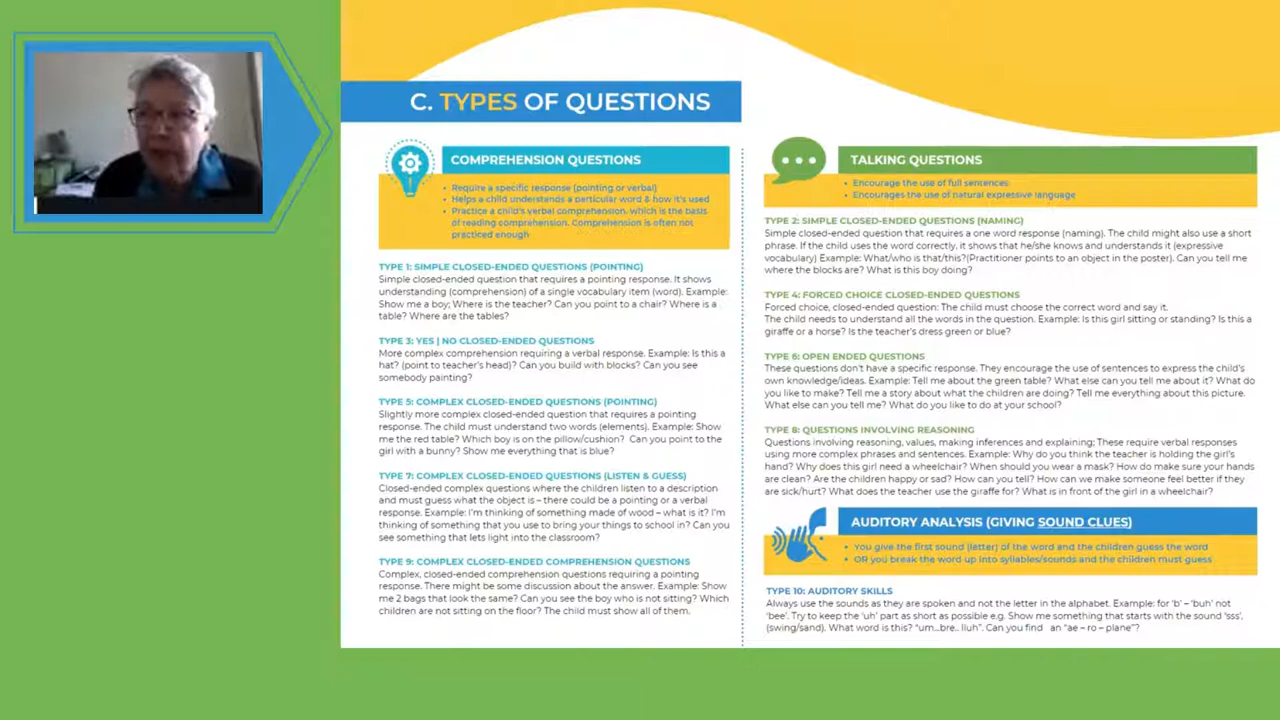 C. TYPES OF QUESTIONS
COMPREHENSION QUESTIONS
• Require a specific response (pointing or verbal)
• Helps a child understands a particular word & how it's used
• Practice a child's verbal comprehension, which is the basis
of reading comprehension. Comprehension is often not
practiced enough
TYPE 1: SIMPLE CLOSED-ENDED QUESTIONS (POINTING)
Simple closed-ended question that requires a pointing response. It shows
understanding (comprehension) of a single vocabulary item (word). Example:
Show me a boy; Where is the teacher? Can you point to a chair? Where is a
table? Where are the tables?
TYPE 3: YES | NO CLOSED-ENDED QUESTIONS
More complex comprehension requiring a verbal response. Example: Is this a
hat? (point to teacher's head)? Can you build with blocks? Can you see
somebody painting?
TYPE 5: COMPLEX CLOSED-ENDED QUESTIONS (POINTING)
Slightly more complex closed-ended question that requires a pointing
response. The child must understand two words (elements). Example: Show
me the red table? Which boy is on the pillow/cushion? Can you point to the
girl with a bunny? Show me everything that is blue?
TYPE 7: COMPLEX CLOSED-ENDED QUESTIONS (LISTEN & GUESS)
Closed-ended complex questions where the children listen to a description
and must guess what the object is – there could be a pointing or a verbal
response. Example: I'm thinking of something made of wood – what is it? I'm
thinking of something that you use to bring your things to school in? Can you
see something that lets light into the classroom?
TYPE 9: COMPLEX CLOSED-ENDED COMPREHENSION QUESTIONS
Complex, closed-ended comprehension questions requiring a pointing
response. There might be some discussion about the answer. Example: Show
me 2 bags that look the same? Can you see the boy who is not sitting? Which
children are not sitting on the floor? The child must show all of them.
TALKING QUESTIONS
• Encourage the use of full sentences
• Encourages the use of natural expressive language
TYPE 2: SIMPLE CLOSED-ENDED QUESTIONS (NAMING)
Simple closed-ended question that requires a one word response (naming). The child might also use a short
phrase. If the child uses the word correctly, it shows that he/she knows and understands it (expressive
vocabulary) Example: What/who is that/this?(Practitioner points to an object in the poster). Can you tell me
where the blocks are? What is this boy doing?
TYPE 4: FORCED CHOICE CLOSED-ENDED QUESTIONS
Forced choice, closed-ended question: The child must choose the correct word and say it.
The child needs to understand all the words in the question. Example: Is this girl sitting or standing? Is this a
giraffe or a horse? Is the teacher's dress green or blue?
TYPE 6: OPEN ENDED QUESTIONS
These questions don't have a specific response. They encourage the use of sentences to express the child's
own knowledge/ideas. Example: Tell me about the green table? What else can you tell me about it? What do
you like to make? Tell me a story about what the children are doing? Tell me everything about this picture.
What else can you tell me? What do you like to do at your school?
TYPE 8: QUESTIONS INVOLVING REASONING
Questions involving reasoning, values, making inferences and explaining; These require verbal responses
using more complex phrases and sentences. Example: Why do you think the teacher is holding the girl's
hand? Why does this girl need a wheelchair? When should you wear a mask? How do make sure your hands
are clean? Are the children happy or sad? How can you tell? How can we make someone feel better if they
are sick/hurt? What does the teacher use the giraffe for? What is in front of the girl in a wheelchair?
AUDITORY ANALYSIS (GIVING SOUND CLUES)
• You give the first sound (letter) of the word and the children guess the word
• OR you break the word up into syllables/sounds and the children must guess
TYPE 10: AUDITORY SKILLS
Always use the sounds as they are spoken and not the letter in the alphabet. Example: for 'b' – 'buh' not
'bee'. Try to keep the 'uh' part as short as possible e.g. Show me something that starts with the sound 'sss'.
(swing/sand). What word is this? "um...bre.. lluh". Can you find an "ae – ro – plane"?